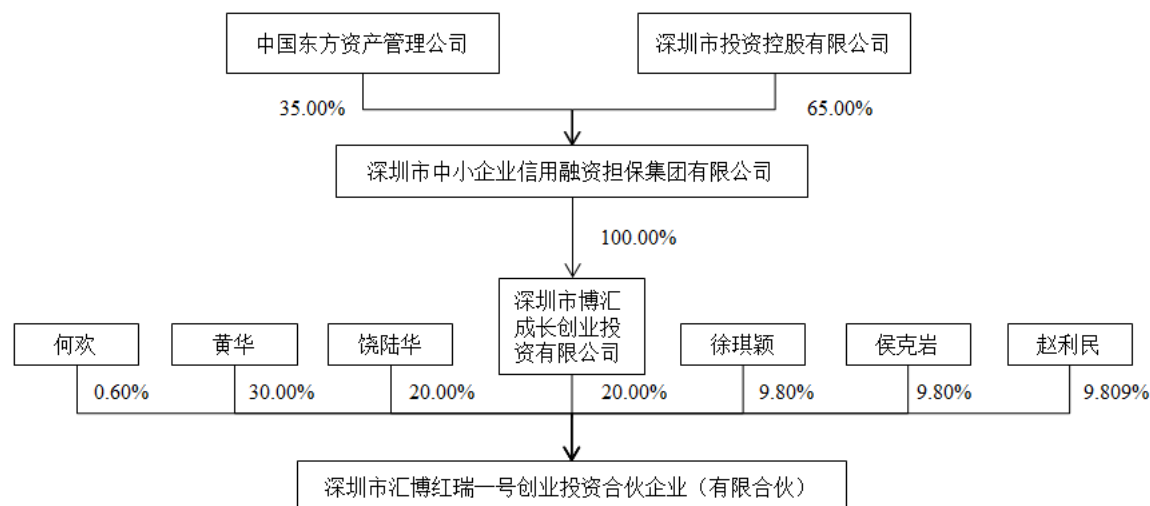 中国东方资产管理公司
深圳市投资控股有限公司
35.00%
65.00%
深圳市中小企业信用融资担保集团有限公司
100.00%
深圳市博汇
成长创业投
资有限公司
何欢
黄华
饶陆华
徐琪颖
侯克岩
赵利民
0.60%
30.00%
20.00%
20.00%
9.80%
9.80%
9.809%
深圳市汇博红瑞一号创业投资合伙企业（有限合伙）